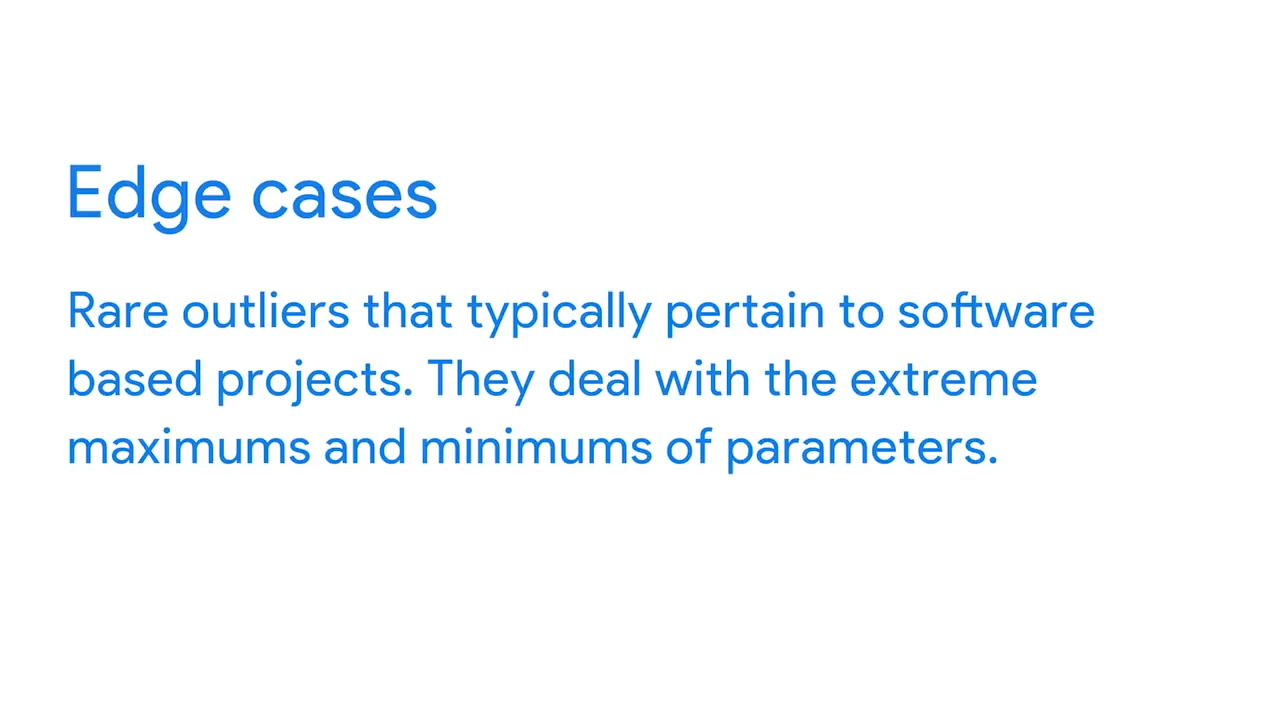 Edge cases
Rare outliers that typically pertain to software
based projects. They deal with the extreme
maximums and minimums of parameters.